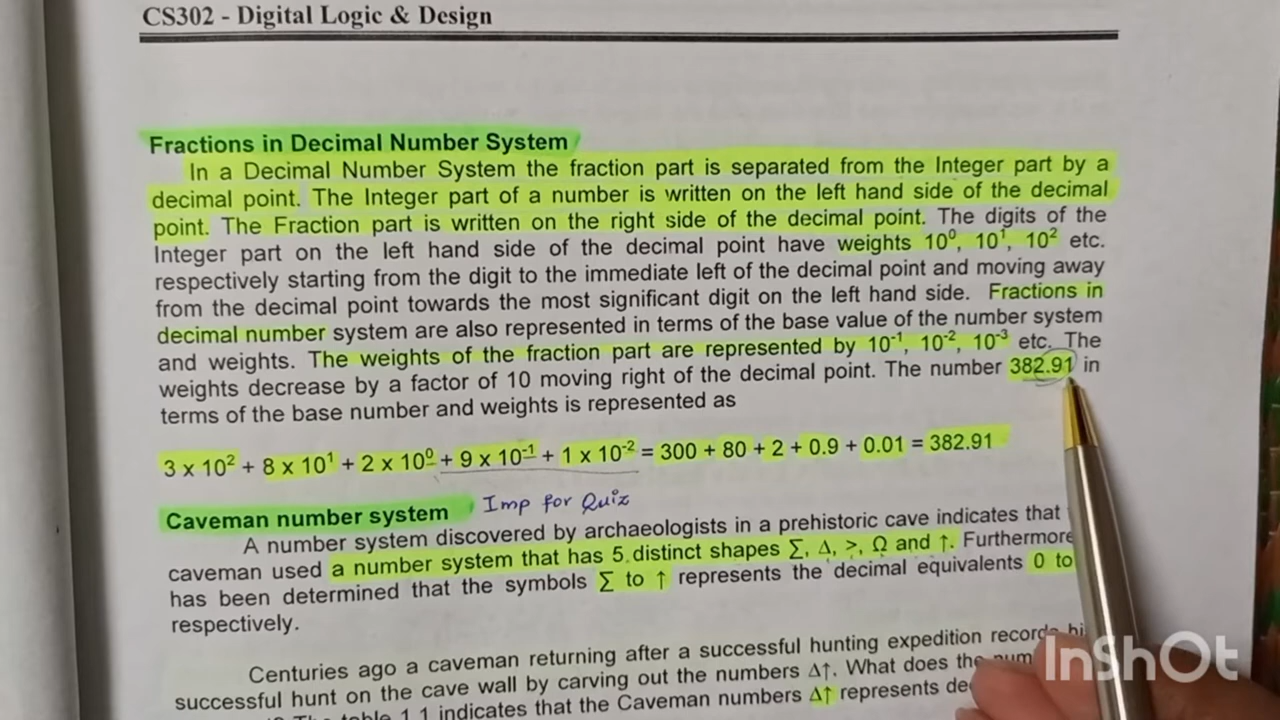 CS302 - Digital Logic & Design
Fractions in Decimal Number System
In a Decimal Number System the fraction part is separated from the Integer part by a
decimal point. The Integer part of a number is written on the left hand side of the decimal
point. The Fraction part is written on the right side of the decimal point. The digits of the
Integer part on the left hand side of the decimal point have weights 10⁰, 10¹, 10² etc.
respectively starting from the digit to the immediate left of the decimal point and moving away
from the decimal point towards the most significant digit on the left hand side. Fractions in
decimal number system are also represented in terms of the base value of the number system
and weights. The weights of the fraction part are represented by 10⁻¹, 10⁻², 10⁻³ etc. The
weights decrease by a factor of 10 moving right of the decimal point. The number 382.91 in
terms of the base number and weights is represented as
3 x 10² + 8 x 10¹ + 2 x 10⁰ + 9 x 10⁻¹ + 1 x 10⁻² = 300 + 80 + 2 + 0.9 + 0.01 = 382.91
Caveman number system Imp for Quiz
A number system discovered by archaeologists in a prehistoric cave indicates that
caveman used a number system that has 5 distinct shapes ∑, ∆, >, Ω and ↑. Furthermore
has been determined that the symbols ∑ to ↑ represents the decimal equivalents 0 to
respectively.
Centuries ago a caveman returning after a successful hunting expedition records
successful hunt on the cave wall by carving out the numbers ∆↑. What does the
table 1.1 indicates that the Caveman numbers ∆↑ represents
InShOt